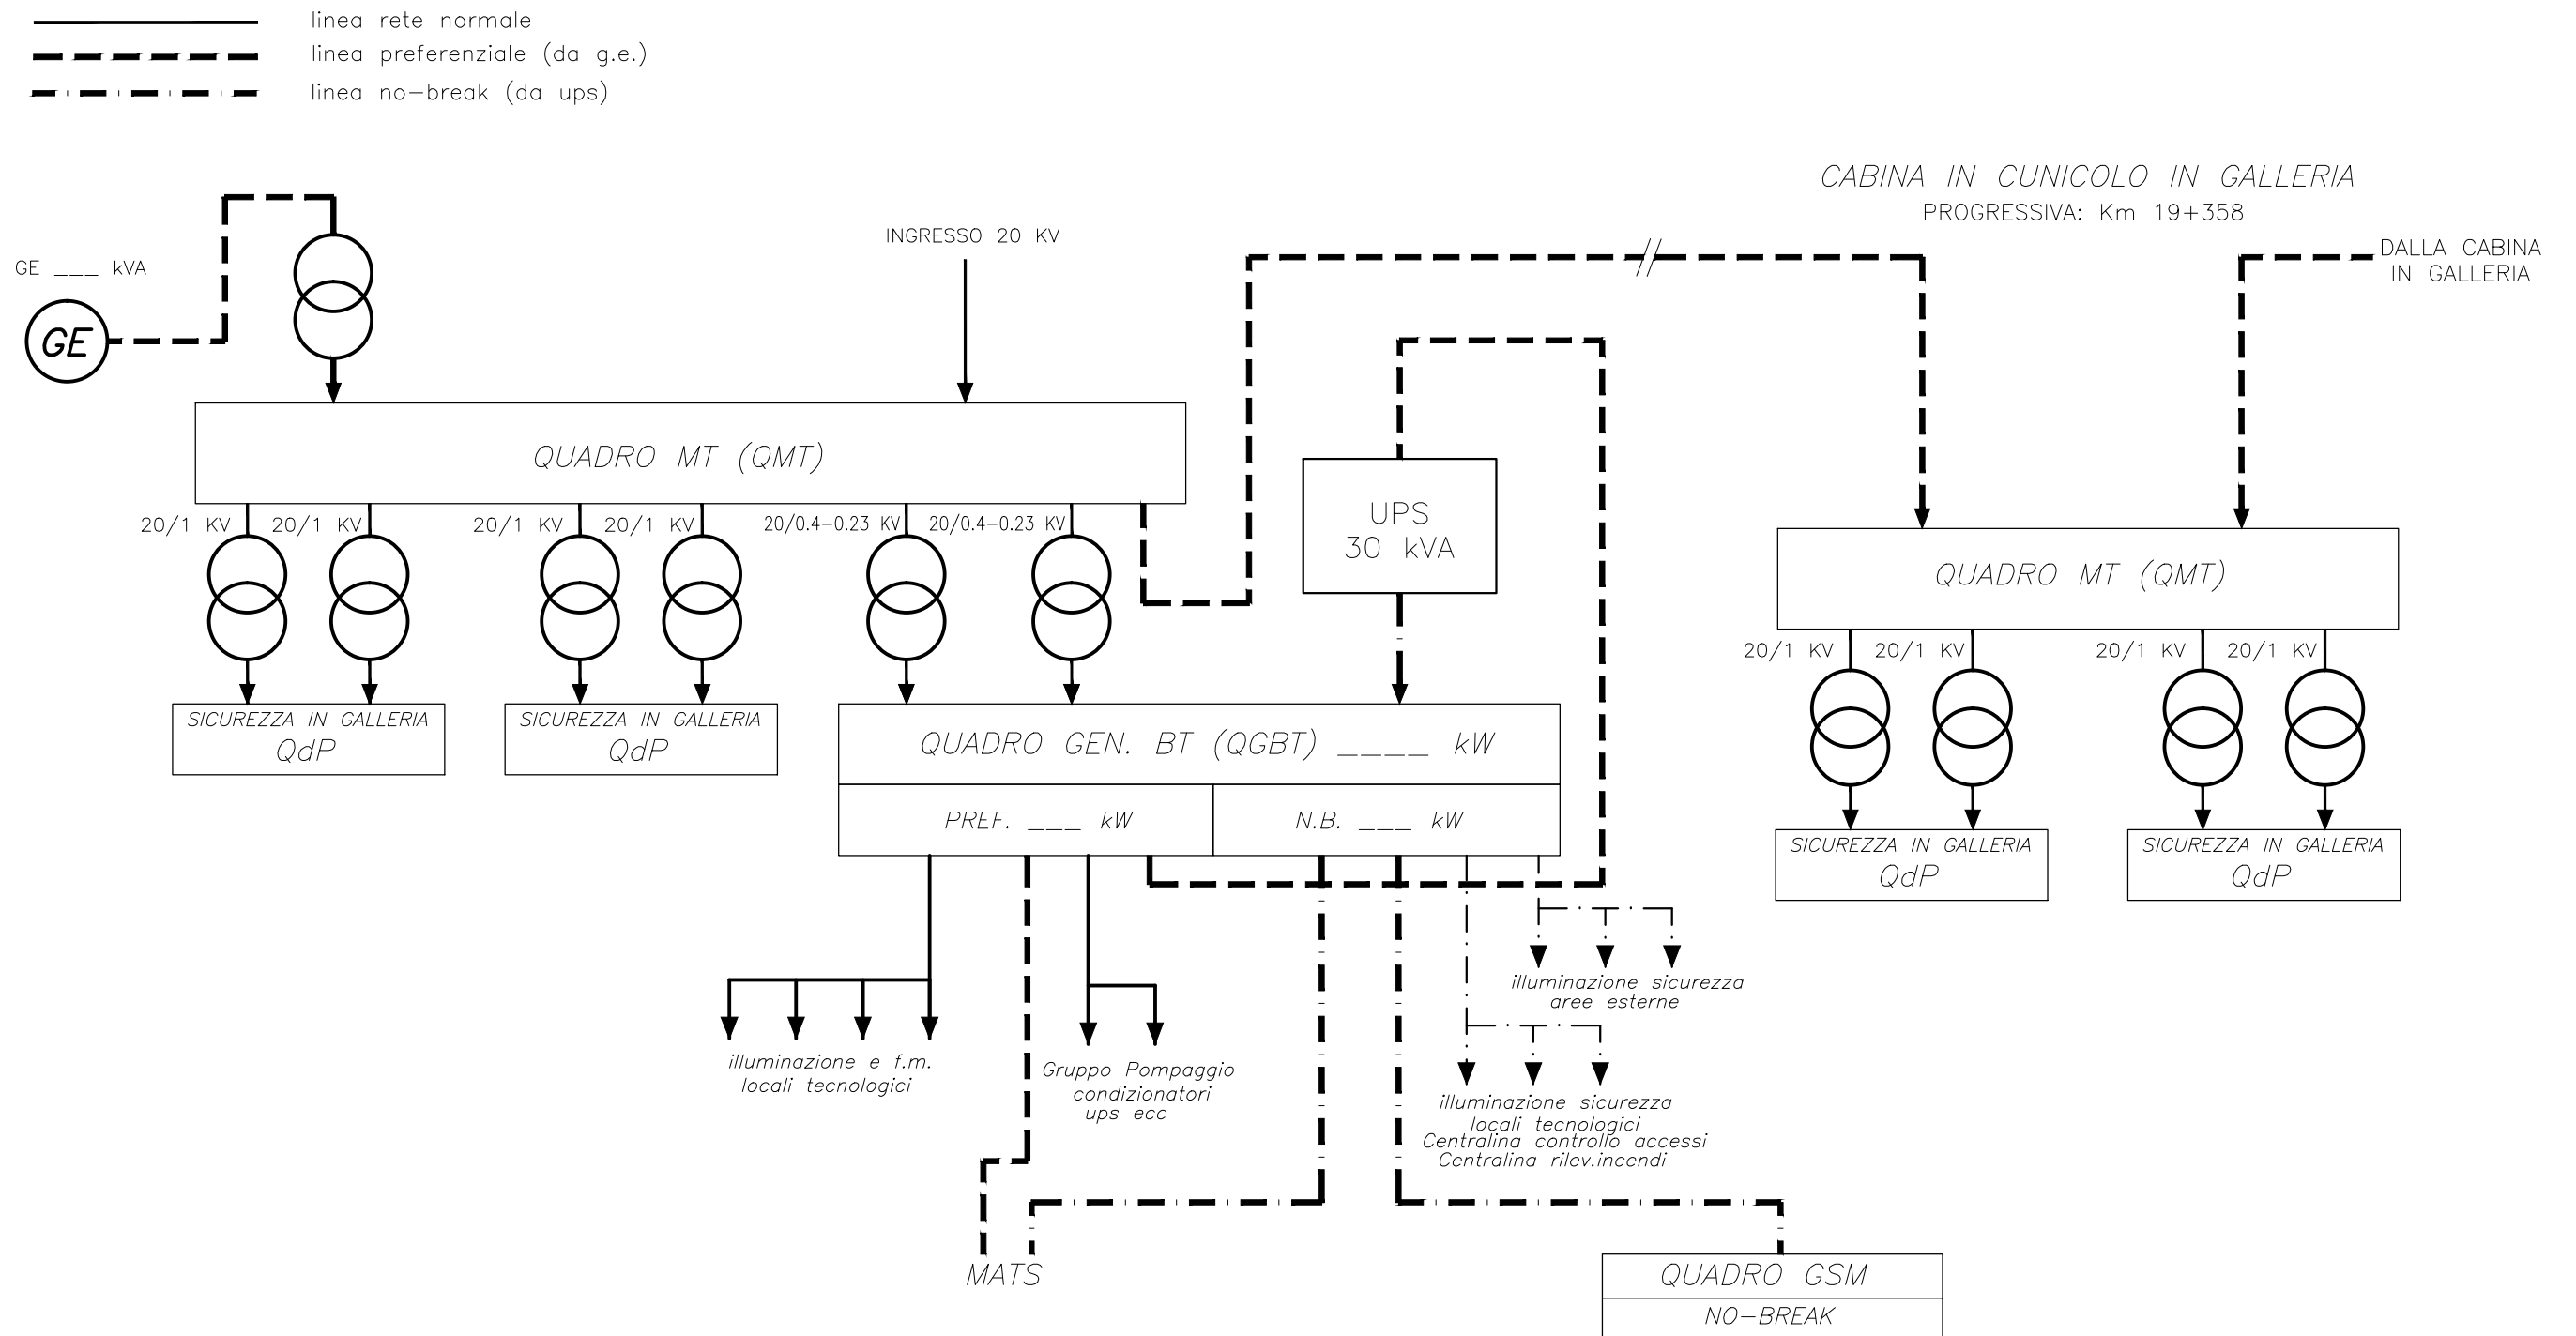 linea rete normale
linea preferenziale (da g.e.)
linea no-break (da ups)
CABINA IN CUNICOLO IN GALLERIA
PROGRESSIVA: Km 19+358
INGRESSO 20 KV
DALLA CABINA
IN GALLERIA
GE ___ kVA
GE
QUADRO MT (QMT)
20/1 KV
20/1 KV
20/1 KV
20/1 KV
20/0.4-0.23 KV
20/0.4-0.23 KV
UPS
30 kVA
QUADRO MT (QMT)
20/1 KV
20/1 KV
20/1 KV
20/1 KV
SICUREZZA IN GALLERIA
QdP
SICUREZZA IN GALLERIA
QdP
QUADRO GEN. BT (QGBT) ____ kW
PREF. ___ kW
N.B. ___ kW
SICUREZZA IN GALLERIA
QdP
SICUREZZA IN GALLERIA
QdP
illuminazione sicurezza
aree esterne
illuminazione e f.m.
locali tecnologici
Gruppo Pompaggio
condizionatori
ups ecc
illuminazione sicurezza
locali tecnologici
Centralina controllo accessi
Centralina rilev.incendi
MATS
QUADRO GSM
NO-BREAK